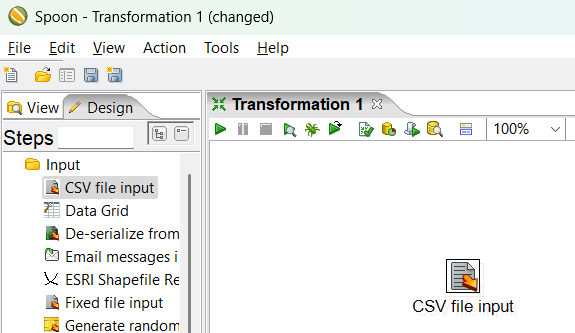 Spoon - Transformation 1 (changed)
File Edit View Action Tools Help
View Design
Transformation 1
Steps
100%
Input
CSV file input
Data Grid
De-serialize from
Email messages i
ESRI Shapefile Re
Fixed file input
Generate random
CSV file input